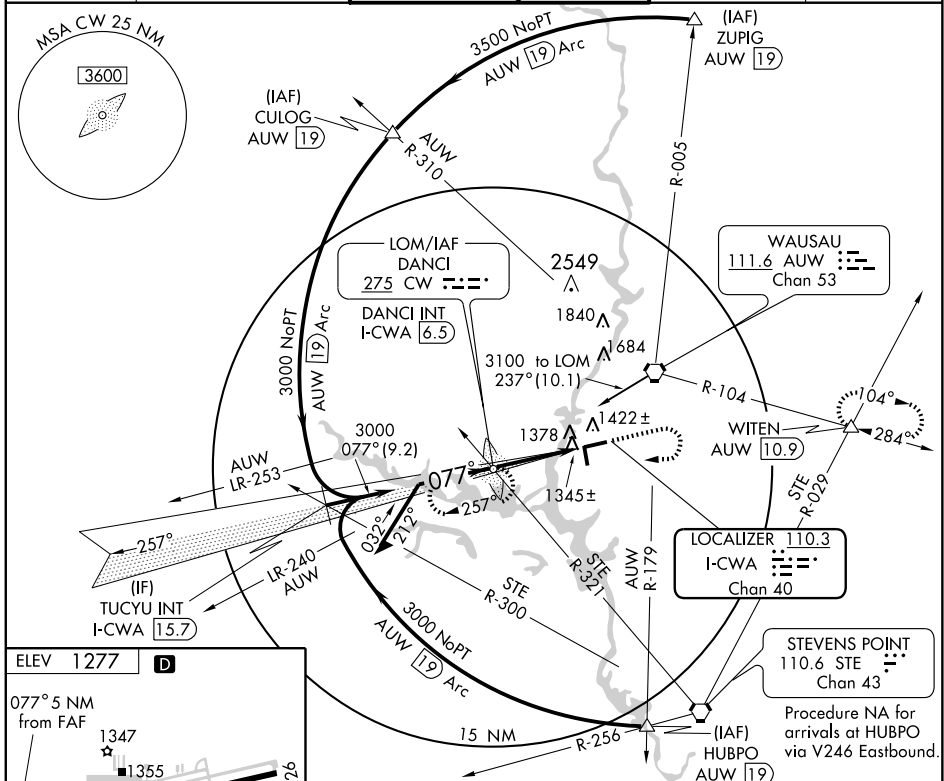 MSA CW 25 NM
3600
(IAF)
ZUPIG
AUW 19
3500 NoPT
AUW 19 Arc
(IAF)
CULOG
AUW 19
AUW
R-310
R-005
LOM/IAF
DANCI
275 CW
DANCI INT
I-CWA 6.5
2549
1840
1684
WAUSAU
111.6 AUW
Chan 53
3100 to LOM
237° (10.1)
3000 NoPT
AUW 19 Arc
R-104
104°
284°
WITEN
AUW 10.9
1422±
1378
1345±
3000
077° (9.2)
AUW
LR-253
077°
257°
257°
032°
212°
LR-240
AUW
(IF)
TUCYU INT
I-CWA 15.7
STE
R-029
STE
R-321
AUW
R-179
STE
R-300
LOCALIZER 110.3
I-CWA
Chan 40
3000 NoPT
AUW 19 Arc
STEVENS POINT
110.6 STE
Chan 43
Procedure NA for
arrivals at HUBPO
via V246 Eastbound.
15 NM
R-256
(IAF)
HUBPO
AUW 19
ELEV 1277 D
077° 5 NM
from FAF
1347
1355
26